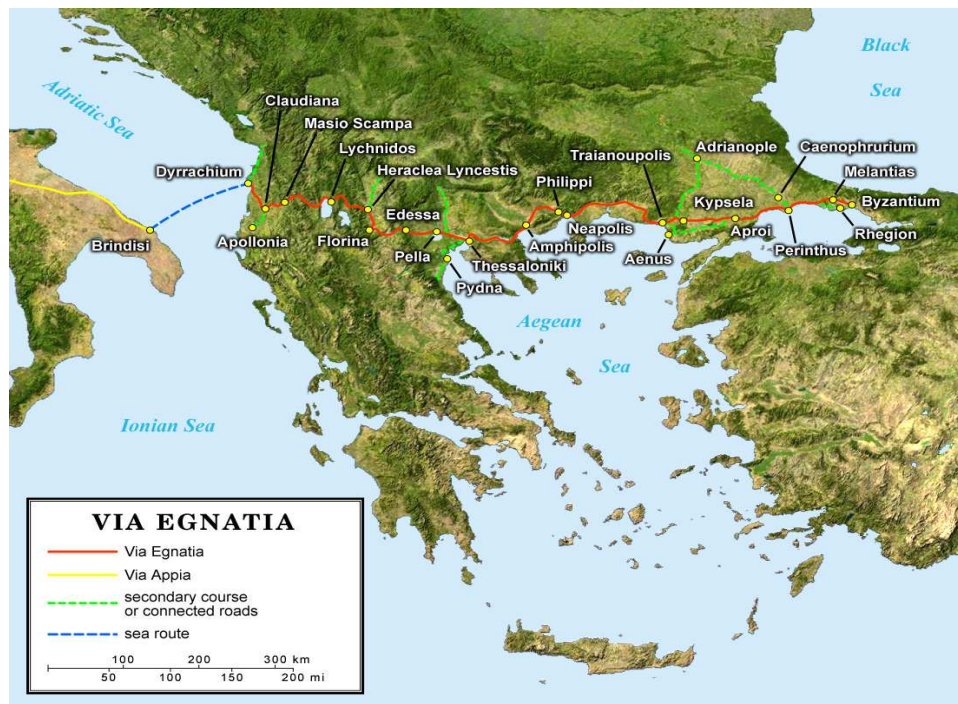 Black
Sea
Adriatic Sea
Claudiana
Masio Scampa
Lychnidos
Dyrrachium
Heraclea Lyncestis
Traianoupolis
Adrianople
Caenophrurium
Philippi
Melantias
Kypsela
Byzantium
Edessa
Brindisi
Apollonia
Florina
Neapolis
Aproi
Rhegion
Pella
Amphipolis
Aenus
Perinthus
Thessaloniki
Pydna
Aegean
Sea
Ionian Sea
VIA EGNATIA
Via Egnatia
Via Appia
secondary course
or connected roads
sea route
100 200 300 km
50 100 150 200 mi